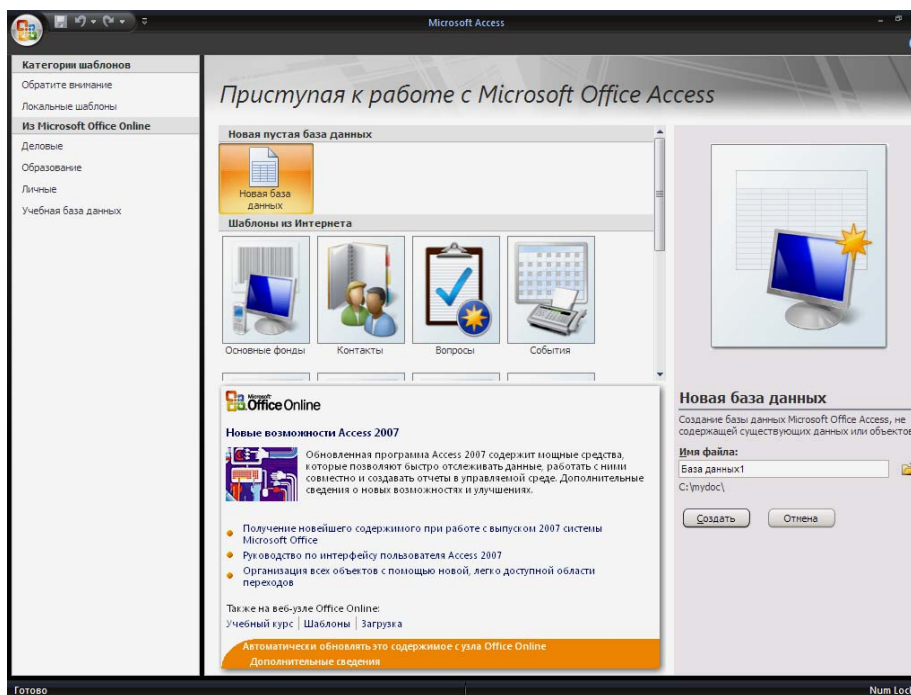 Microsoft Access
Категории шаблонов
Обратите внимание
Локальные шаблоны
Из Microsoft Office Online
Деловые
Образование
Личные
Учебная база данных
Приступая к работе с Microsoft Office Access
Новая пустая база данных
Новая база
данных
Шаблоны из Интернета
Основные фонды
Контакты
Вопросы
События
Microsoft
Office Online
Новые возможности Access 2007
Обновленная программа Access 2007 содержит мощные средства,
которые позволяют быстро отслеживать данные, работать с ними
совместно и создавать отчеты в управляемой среде. Дополнительные
сведения о новых возможностях и улучшениях.
Получение новейшего содержимого при работе с выпуском 2007 системы
Microsoft Office
Руководство по интерфейсу пользователя Access 2007
Организация всех объектов с помощью новой, легко доступной области
переходов
Также на веб-узле Office Online:
Учебный курс | Шаблоны | Загрузка
Автоматически обновлять это содержимое с узла Office Online
Дополнительные сведения
Новая база данных
Создание базы данных Microsoft Office Access, не
содержащей существующих данных или объектов
Имя файла:
База данных1
C:\mydoc\
Создать
Отмена
Готово
Num Loc